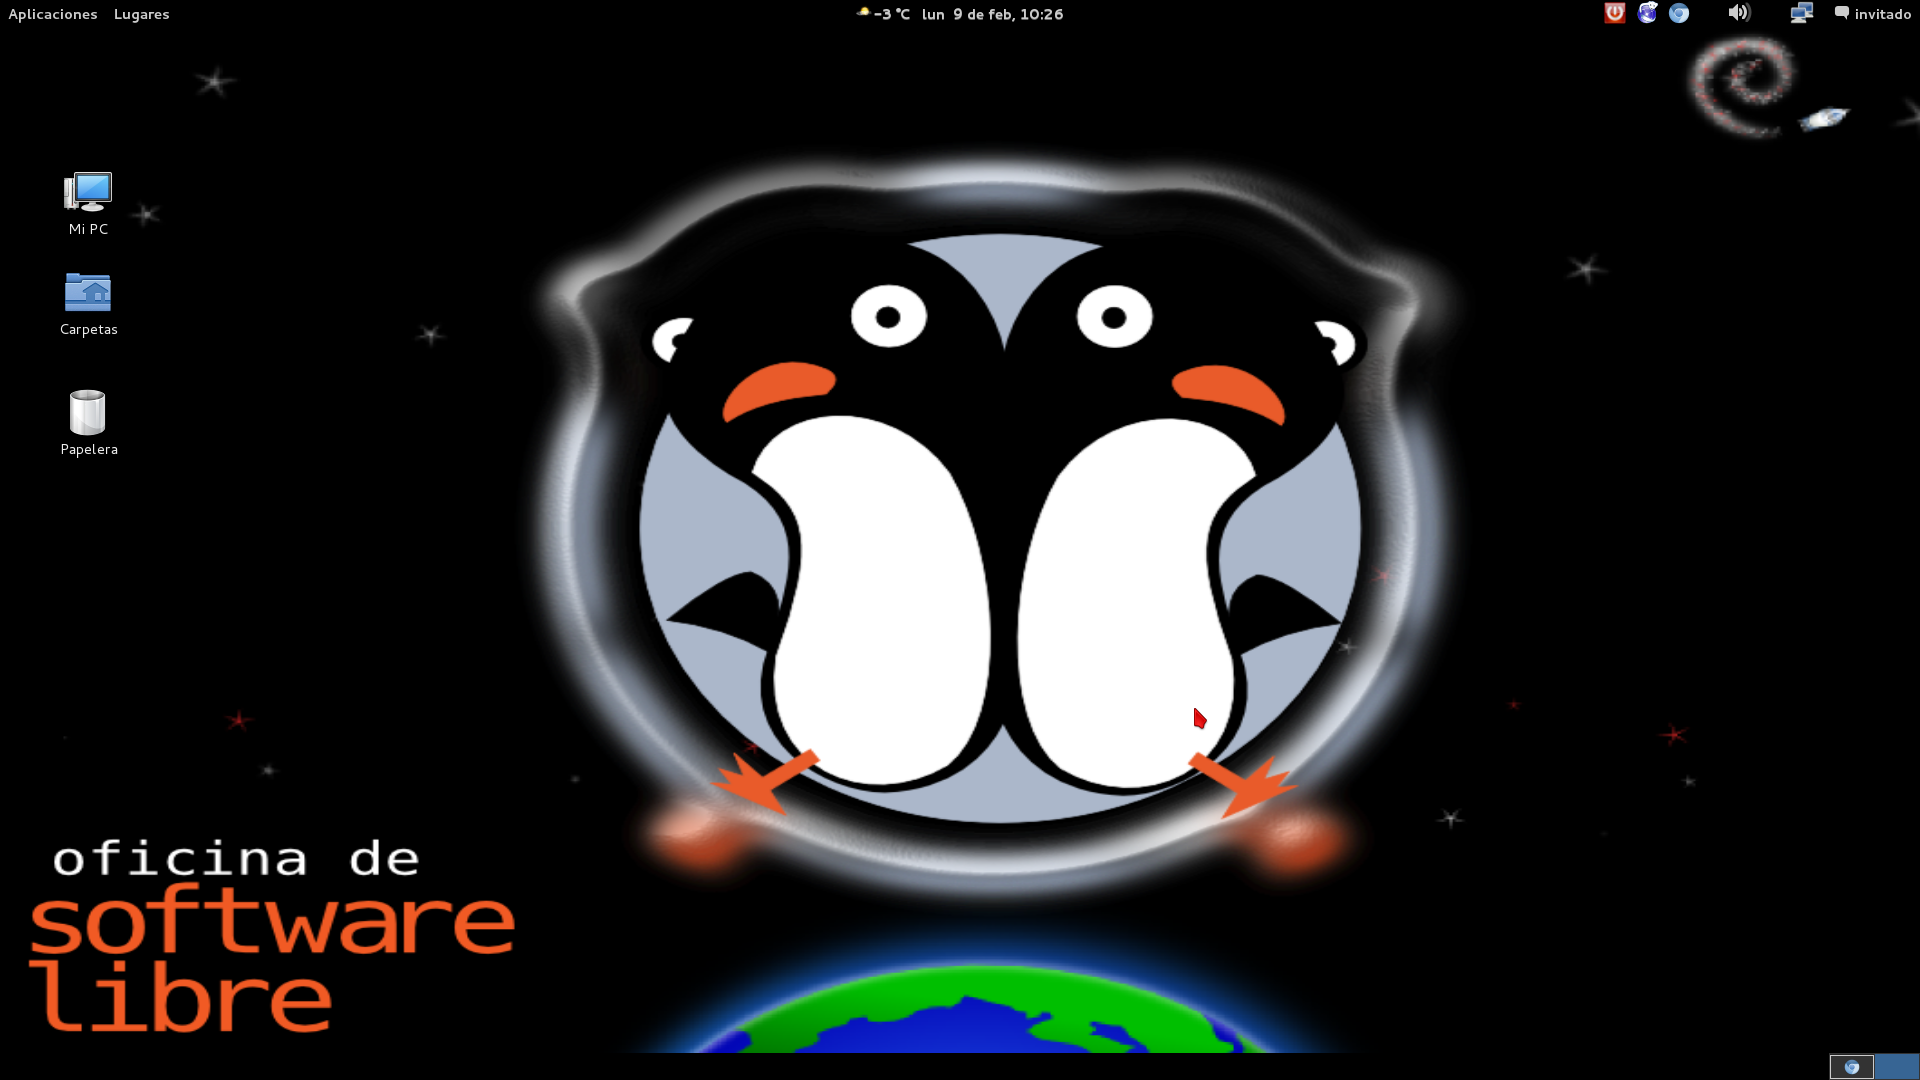 Aplicaciones Lugares -3 °C lun 9 de feb, 10:26 invitado
Mi PC
Carpetas
Papelera
oficina de
software
libre